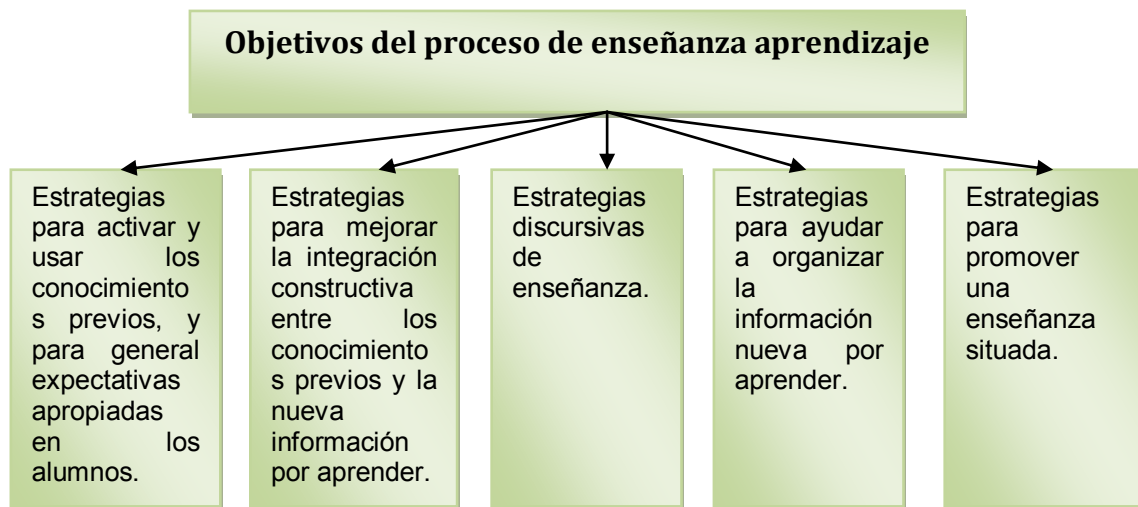 Objetivos del proceso de enseñanza aprendizaje
Estrategias
para activar y
usar los
conocimiento
s previos, y
para general
expectativas
apropiadas
en los
alumnos.
Estrategias
para mejorar
la integración
constructiva
entre los
conocimiento
s previos y la
nueva
información
por aprender.
Estrategias
discursivas
de
enseñanza.
Estrategias
para ayudar
a organizar
la
información
nueva por
aprender.
Estrategias
para
promover
una
enseñanza
situada.